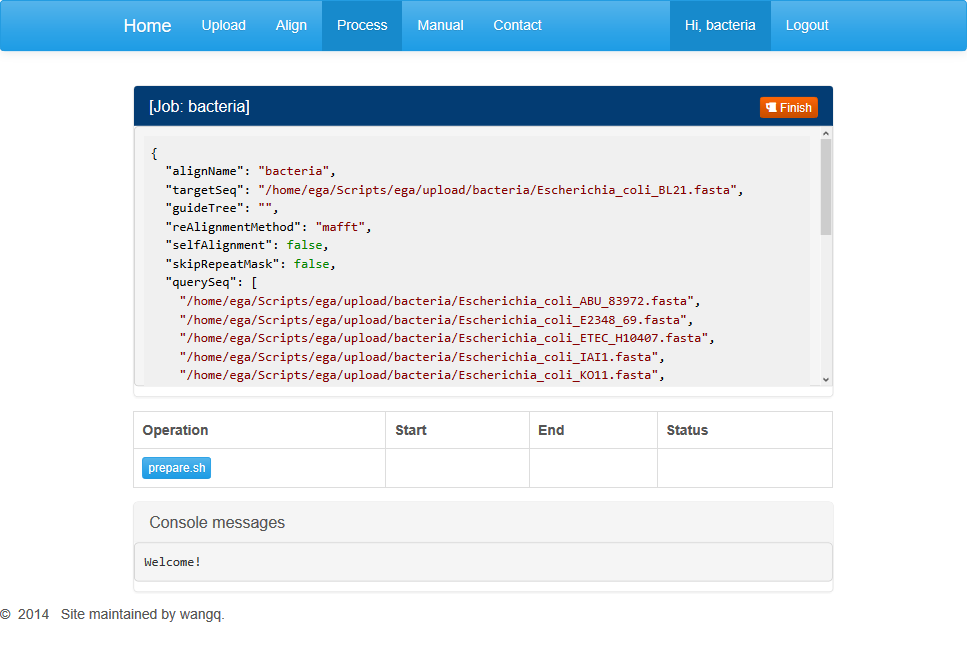 Home Upload Align Process Manual Contact Hi, bacteria Logout
[Job: bacteria] Finish
{
"alignName": "bacteria",
"targetSeq": "/home/ega/Scripts/ega/upload/bacteria/Escherichia_coli_BL21.fasta",
"guideTree": "",
"reAlignmentMethod": "mafft",
"selfAlignment": false,
"skipRepeatMask": false,
"querySeq": [
"/home/ega/Scripts/ega/upload/bacteria/Escherichia_coli_ABU_83972.fasta",
"/home/ega/Scripts/ega/upload/bacteria/Escherichia_coli_E2348_69.fasta",
"/home/ega/Scripts/ega/upload/bacteria/Escherichia_coli_ETEC_H10407.fasta",
"/home/ega/Scripts/ega/upload/bacteria/Escherichia_coli_IAI1.fasta",
"/home/ega/Scripts/ega/upload/bacteria/Escherichia_coli_KO11.fasta",
Operation Start End Status
prepare.sh
Console messages
Welcome!
© 2014 Site maintained by wangq.